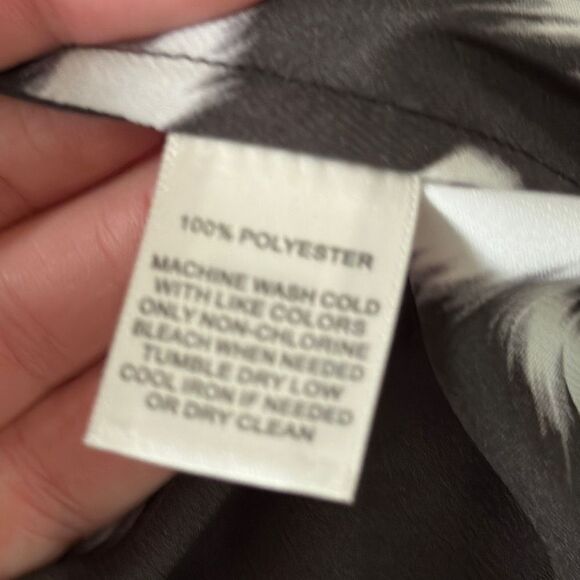 100% POLYESTER
MACHINE WASH COLD
WITH LIKE COLORS
ONLY NON-CHLORINE
BLEACH WHEN NEEDED
TUMBLE DRY LOW
COOL IRON IF NEEDED
OR DRY CLEAN